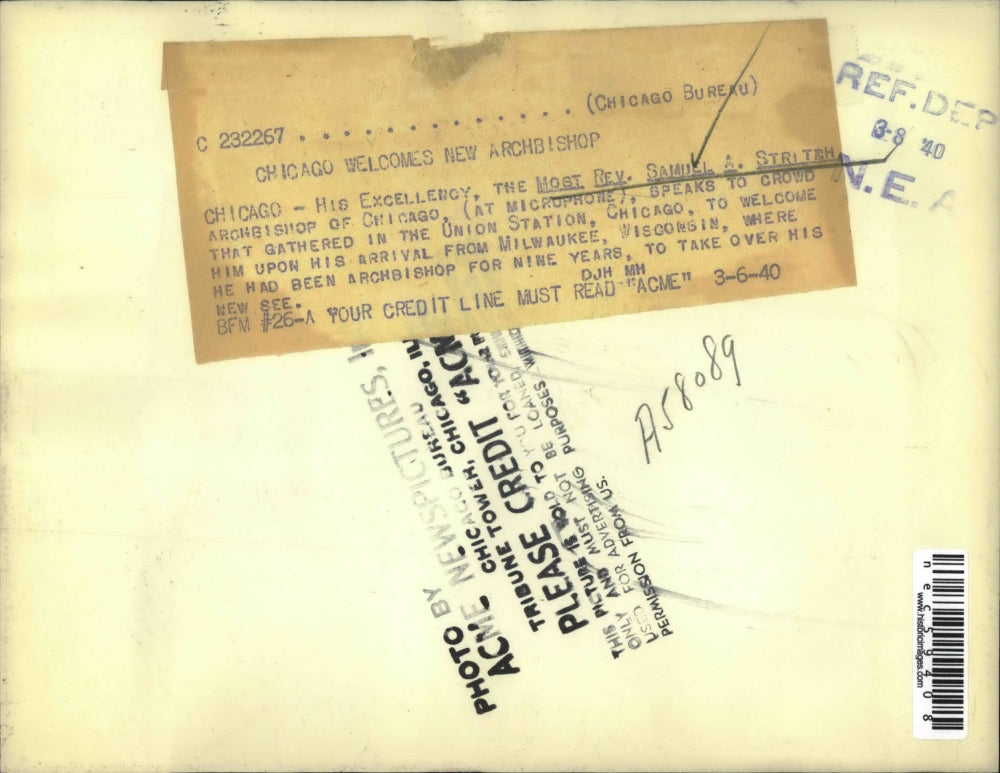 C 232267 . . . . . . . . . . . . . (CHICAGO BUREAU)
CHICAGO WELCOMES NEW ARCHBISHOP
CHICAGO - HIS EXCELLENCY, THE MOST REV. SAMUEL A. STRITCH
ARCHBISHOP OF CHICAGO, (AT MICROPHONE), SPEAKS TO CROWD
THAT GATHERED IN THE UNION STATION, CHICAGO, TO WELCOME
HIM UPON HIS ARRIVAL FROM MILWAUKEE, WISCONSIN, WHERE
HE HAD BEEN ARCHBISHOP FOR NINE YEARS, TO TAKE OVER HIS
NEW SEE.
DJH MH
BFM #26-A YOUR CREDIT LINE MUST READ "ACME" 3-6-40
REF. DEP
3-8 '40
N.E.A
A58089
PHOTO BY
ACME NEWSPICTURES,
CHICAGO BUREAU
TRIBUNE TOWER, CHICAGO,
PLEASE CREDIT "ACM
THIS PICTURE IS SOLD TO YOU FOR YOUR
ONLY AND MUST NOT BE LOANED,
USED FOR ADVERTISING PURPOSES
PERMISSION FROM US.
nec59408
www.historicimages.com